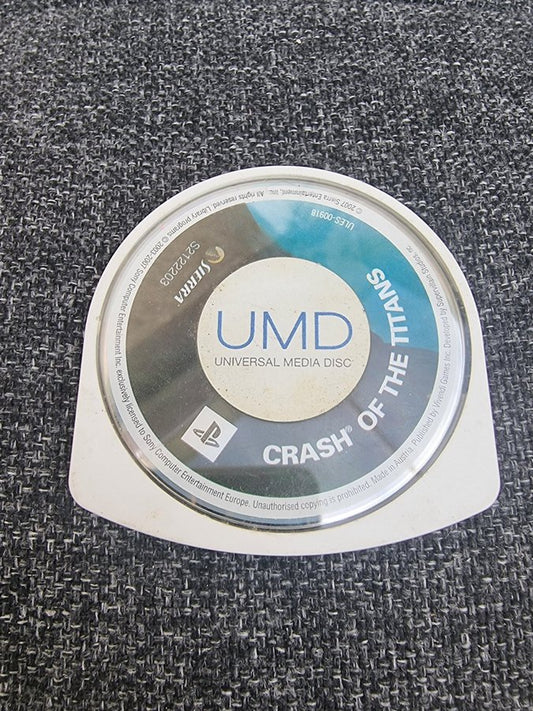 © 2007 Sierra Entertainment, Inc. All rights reserved. Library programs © 2003-2007 Sony Computer Entertainment Inc. exclusively licensed to Sony Computer Entertainment Europe. Unauthorised copying is prohibited. Made in Austria. Published by Vivendi Games Inc. Developed by
ULES-00918
S2122203
SIERRA
UMD
UNIVERSAL MEDIA DISC
CRASH® OF THE TITANS